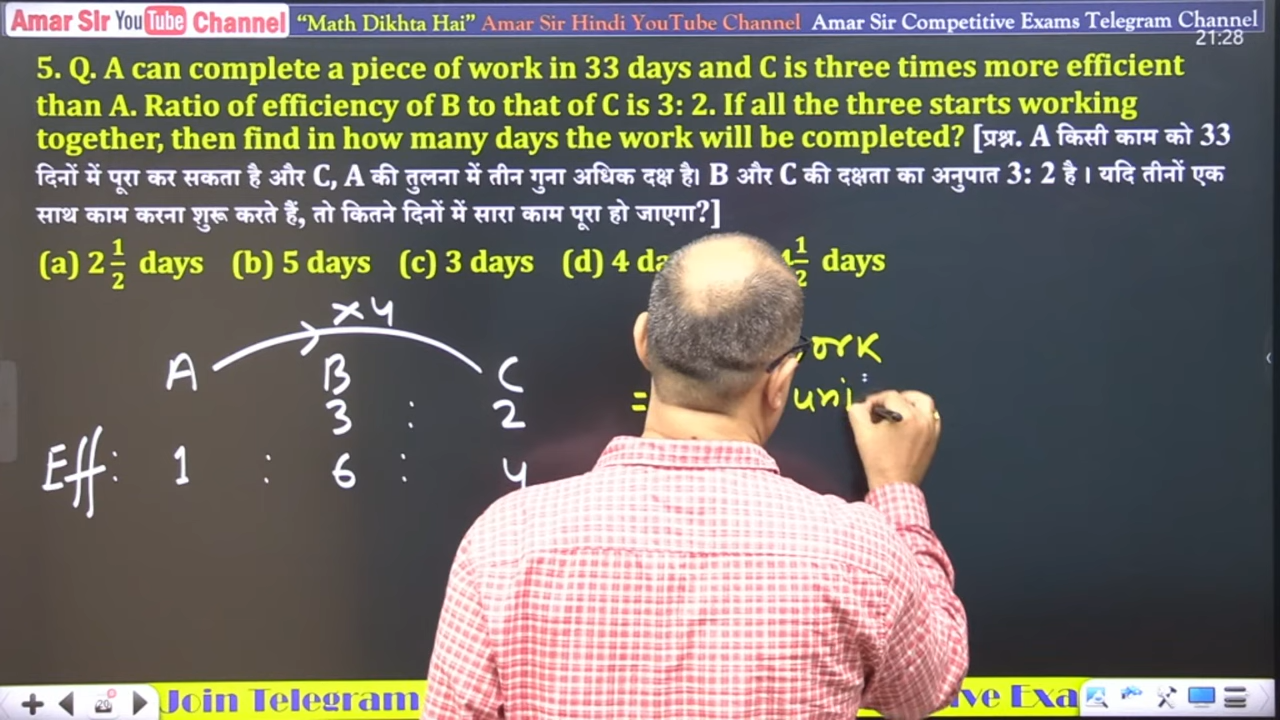 Amar Sir YouTube Channel “Math Dikhta Hai” Amar Sir Hindi YouTube Channel Amar Sir Competitive Exams Telegram Channel
21:28
5. Q. A can complete a piece of work in 33 days and C is three times more efficient
than A. Ratio of efficiency of B to that of C is 3: 2. If all the three starts working
together, then find in how many days the work will be completed? [प्रश्न. A किसी काम को 33
दिनों में पूरा कर सकता है और C, A की तुलना में तीन गुना अधिक दक्ष है। B और C की दक्षता का अनुपात 3: 2 है। यदि तीनों एक
साथ काम करना शुरू करते हैं, तो कितने दिनों में सारा काम पूरा हो जाएगा?]
(a) 2 1/2 days (b) 5 days (c) 3 days (d) 4 1/2 days
×4
A B C
3 : 2
Eff: 1 : 6 : 4
=
20
Join Telegram